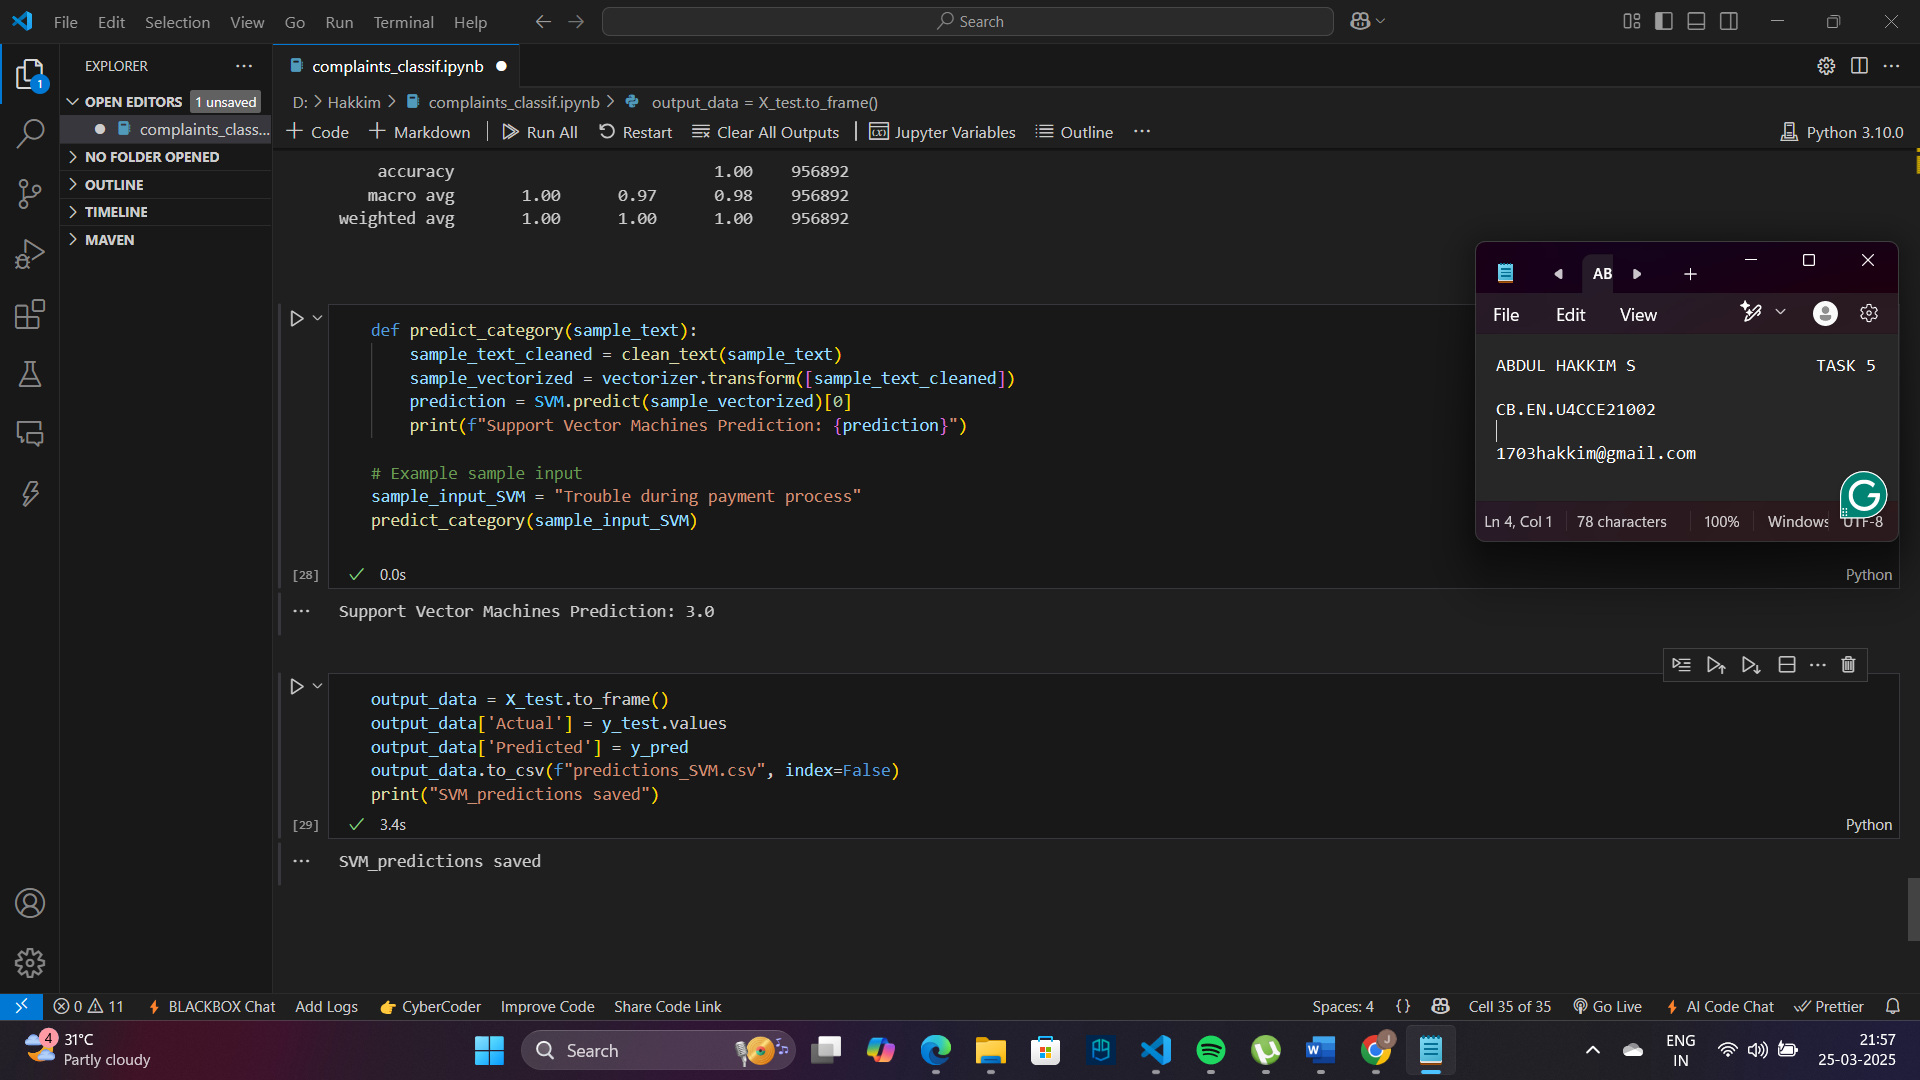 File Edit Selection View Go Run Terminal Help
Search
EXPLORER
OPEN EDITORS 1 unsaved
complaints_class...
NO FOLDER OPENED
OUTLINE
TIMELINE
MAVEN
1
complaints_classif.ipynb
D: > Hakkim > complaints_classif.ipynb > output_data = X_test.to_frame()
+ Code + Markdown Run All Restart Clear All Outputs Jupyter Variables Outline ...
Python 3.10.0
accuracy 1.00 956892
macro avg 1.00 0.97 0.98 956892
weighted avg 1.00 1.00 1.00 956892
def predict_category(sample_text):
sample_text_cleaned = clean_text(sample_text)
sample_vectorized = vectorizer.transform([sample_text_cleaned])
prediction = SVM.predict(sample_vectorized)[0]
print(f"Support Vector Machines Prediction: {prediction}")
# Example sample input
sample_input_SVM = "Trouble during payment process"
predict_category(sample_input_SVM)
[28] 0.0s
Python
Support Vector Machines Prediction: 3.0
output_data = X_test.to_frame()
output_data['Actual'] = y_test.values
output_data['Predicted'] = y_pred
output_data.to_csv(f"predictions_SVM.csv", index=False)
print("SVM_predictions saved")
[29] 3.4s
Python
SVM_predictions saved
AB
File Edit View
ABDUL HAKKIM S TASK 5
CB.EN.U4CCE21002
1703hakkim@gmail.com
Ln 4, Col 1 78 characters 100% Windows UTF-8
0 11 BLACKBOX Chat Add Logs CyberCoder Improve Code Share Code Link
Spaces: 4 {} Cell 35 of 35 Go Live AI Code Chat Prettier
4
31°C
Partly cloudy
Search
ENG
IN
21:57
25-03-2025